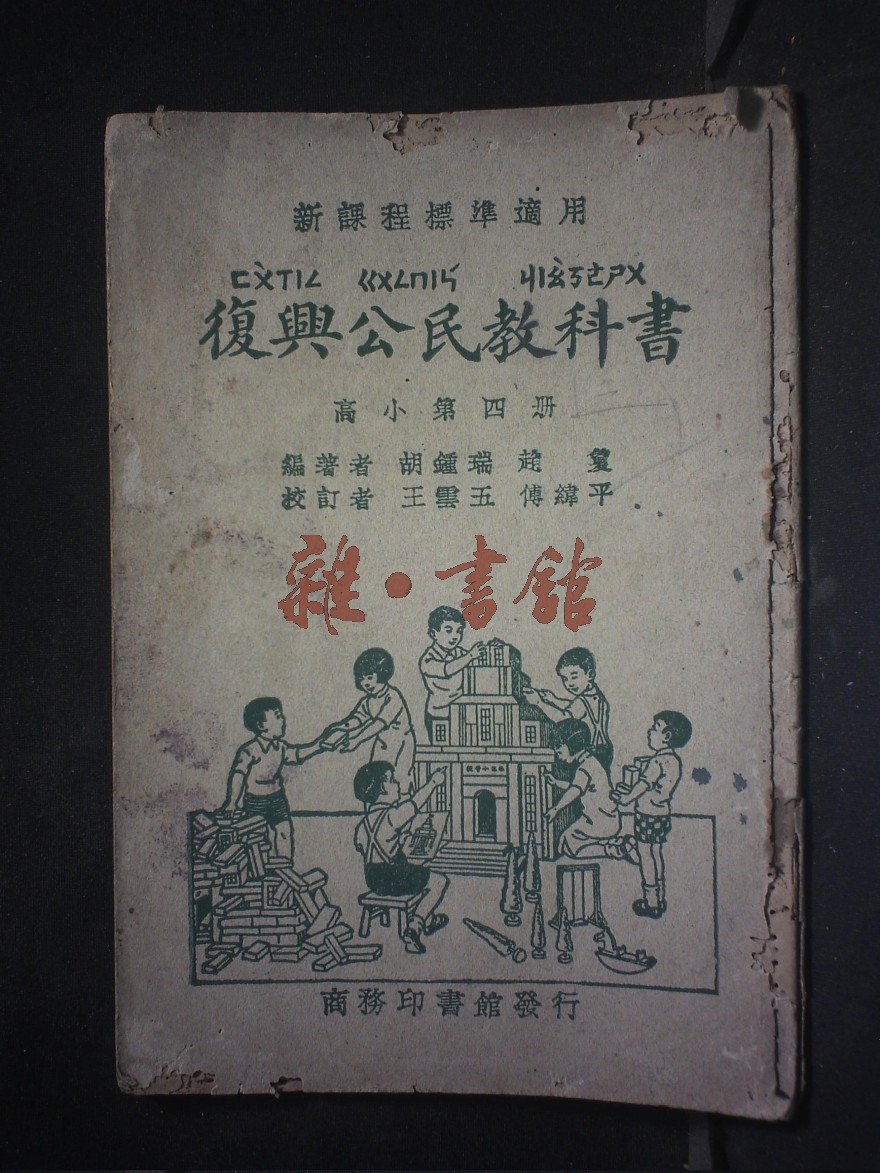 新課程標準適用
ㄈㄨˋㄒㄧㄥ ㄍㄨㄥㄇㄧㄣˊ ㄐㄧㄠˋㄎㄜㄕㄨ
復興公民教科書
高小第四册
編著者 胡鍾瑞 趙夐
校訂者 王雲五 傅緯平
雜·書館
商務印書館發行